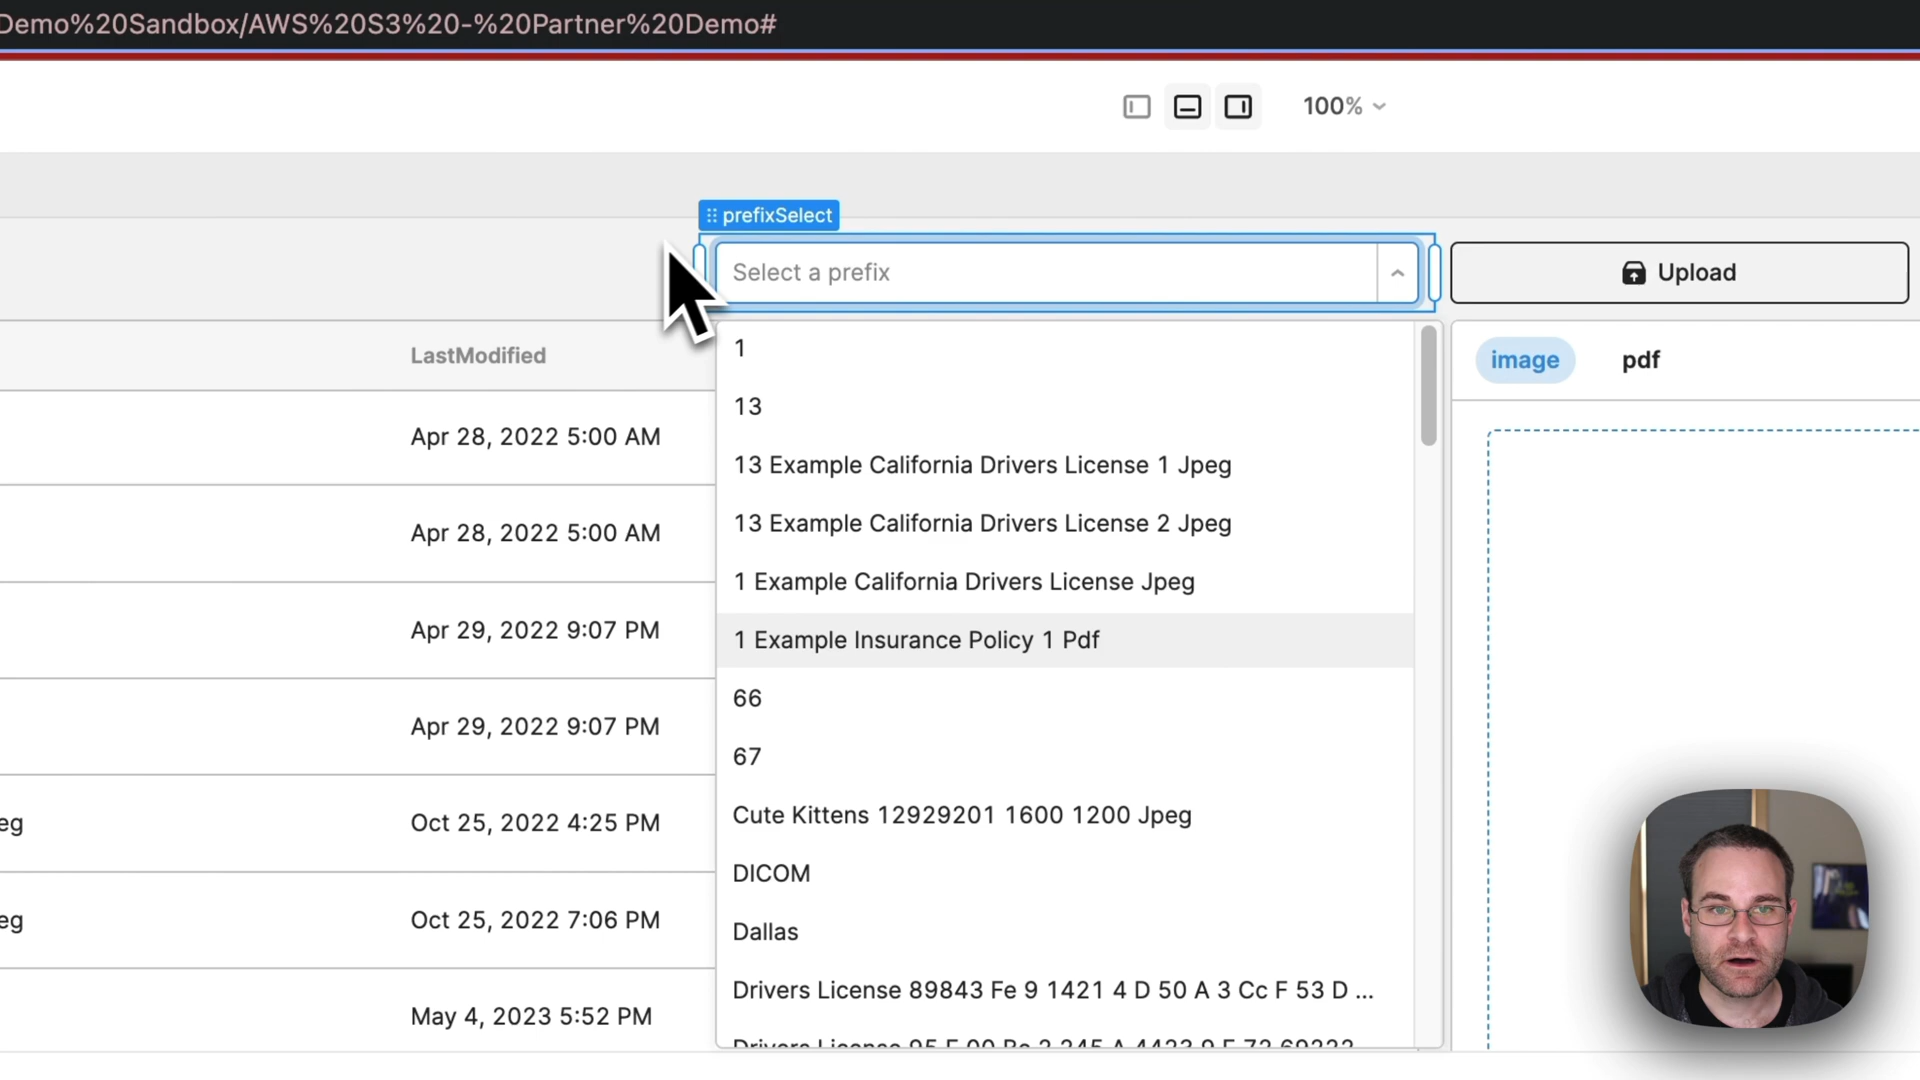 Demo%20Sandbox/AWS%20S3%20-%20Partner%20Demo#
100%
prefixSelect
Select a prefix
Upload
LastModified
image
pdf
1
13
13 Example California Drivers License 1 Jpeg
13 Example California Drivers License 2 Jpeg
1 Example California Drivers License Jpeg
1 Example Insurance Policy 1 Pdf
66
67
Cute Kittens 12929201 1600 1200 Jpeg
DICOM
Dallas
Drivers License 89843 Fe 9 1421 4 D 50 A 3 Cc F 53 D ...
Apr 28, 2022 5:00 AM
Apr 28, 2022 5:00 AM
Apr 29, 2022 9:07 PM
Apr 29, 2022 9:07 PM
eg
Oct 25, 2022 4:25 PM
eg
Oct 25, 2022 7:06 PM
May 4, 2023 5:52 PM